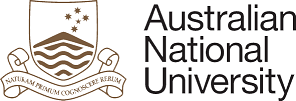 Australian
National
University
NATURAM PRIMUM COGNOSCERE RERUM